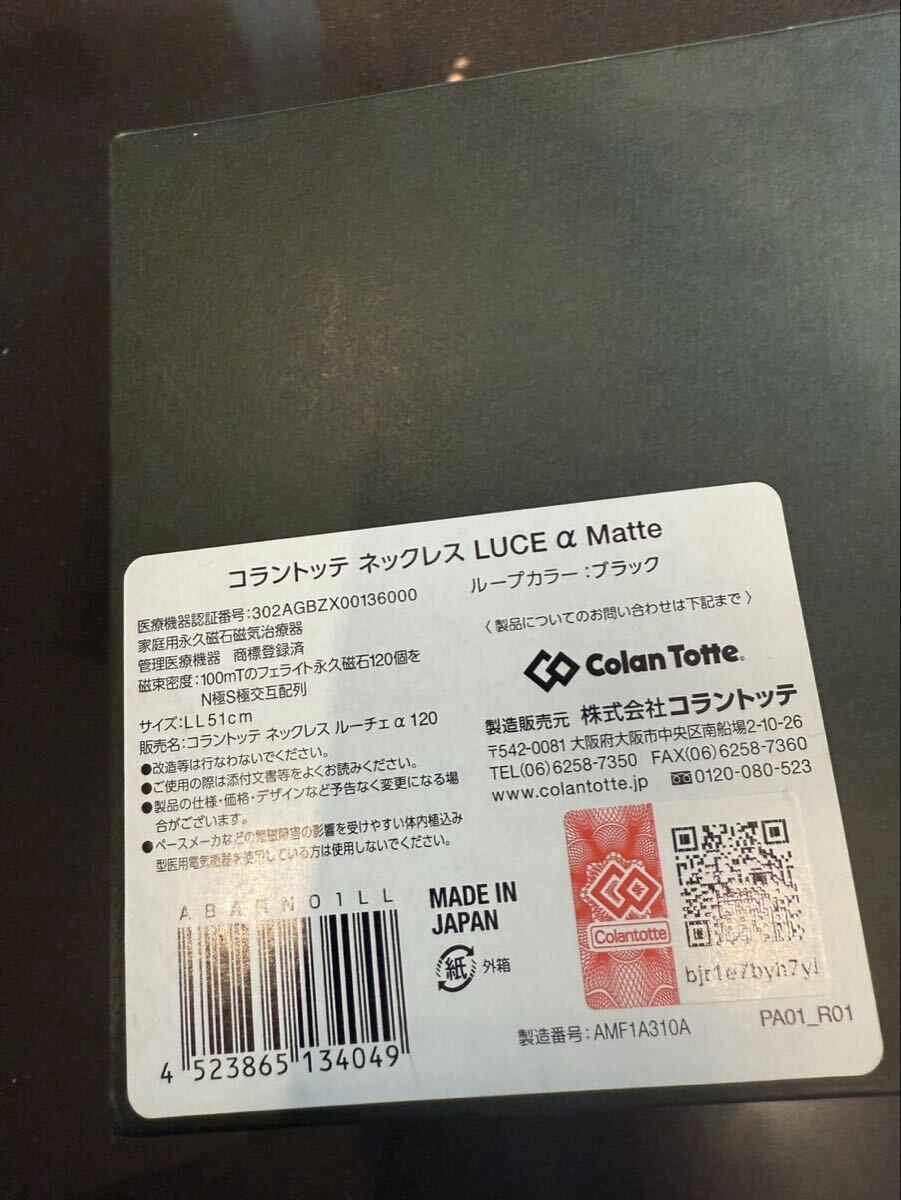 コラントッテ ネックレス LUCE α Matte
医療機器認証番号:302AGBZX00136000
家庭用永久磁石磁気治療器
管理医療機器 商標登録済
磁束密度:100mTのフェライト永久磁石120個を
N極S極交互配列
サイズ:LL51cm
販売名:コラントッテ ネックレス ルーチェ α 120
●改造等は行なわないでください。
●ご使用の際は添付文書等をよくお読みください。
●製品の仕様・価格・デザインなど予告なく変更になる場
合がございます。
●ペースメーカなどの電磁障害の影響を受けやすい体内植込み
型医用電気機器を使用している方は使用しないでください。
ループカラー:ブラック
〈製品についてのお問い合わせは下記まで〉
Colan Totte®
製造販売元 株式会社コラントッテ
〒542-0081 大阪府大阪市中央区南船場2-10-26
TEL(06)6258-7350 FAX(06)6258-7360
www.colantotte.jp 0120-080-523
ABARN01LL
4 523865 134049
MADE IN
JAPAN
紙 外箱
Colantotte
bjr1e7byh7yl
製造番号:AMF1A310A
PA01_R01